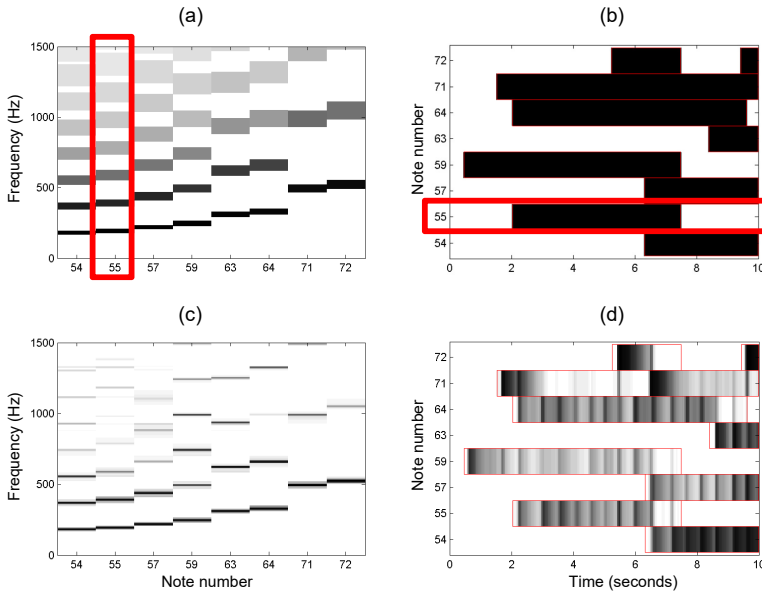 (a)
1500
1000
500
0
Frequency (Hz)
54 55 57 59 63 64 71 72
(b)
72
71
64
63
59
57
55
54
Note number
0 2 4 6 8 10
(c)
1500
1000
500
0
Frequency (Hz)
54 55 57 59 63 64 71 72
Note number
(d)
72
71
64
63
59
57
55
54
Note number
0 2 4 6 8 10
Time (seconds)